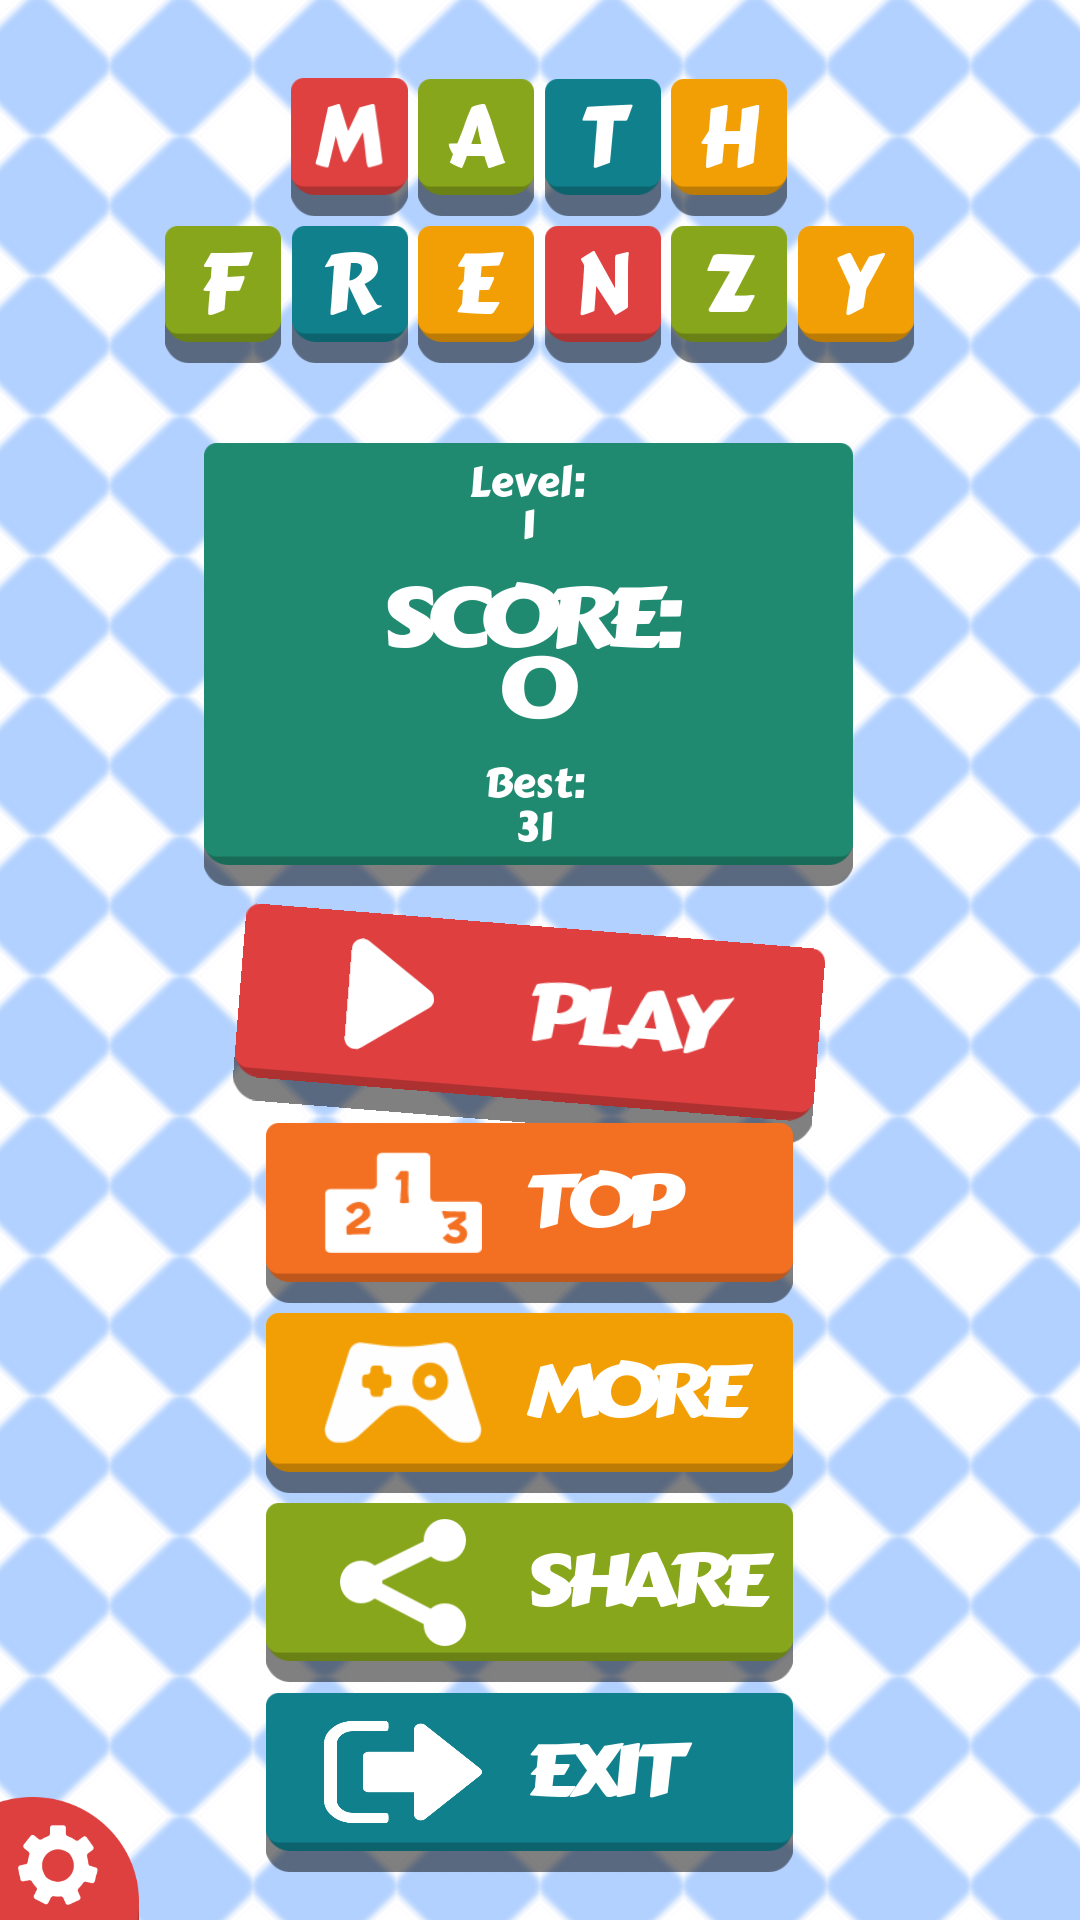 MATH
FRENZY
Level:
1
SCORE:
0
Best:
31
PLAY
1
2 3
TOP
MORE
SHARE
EXIT